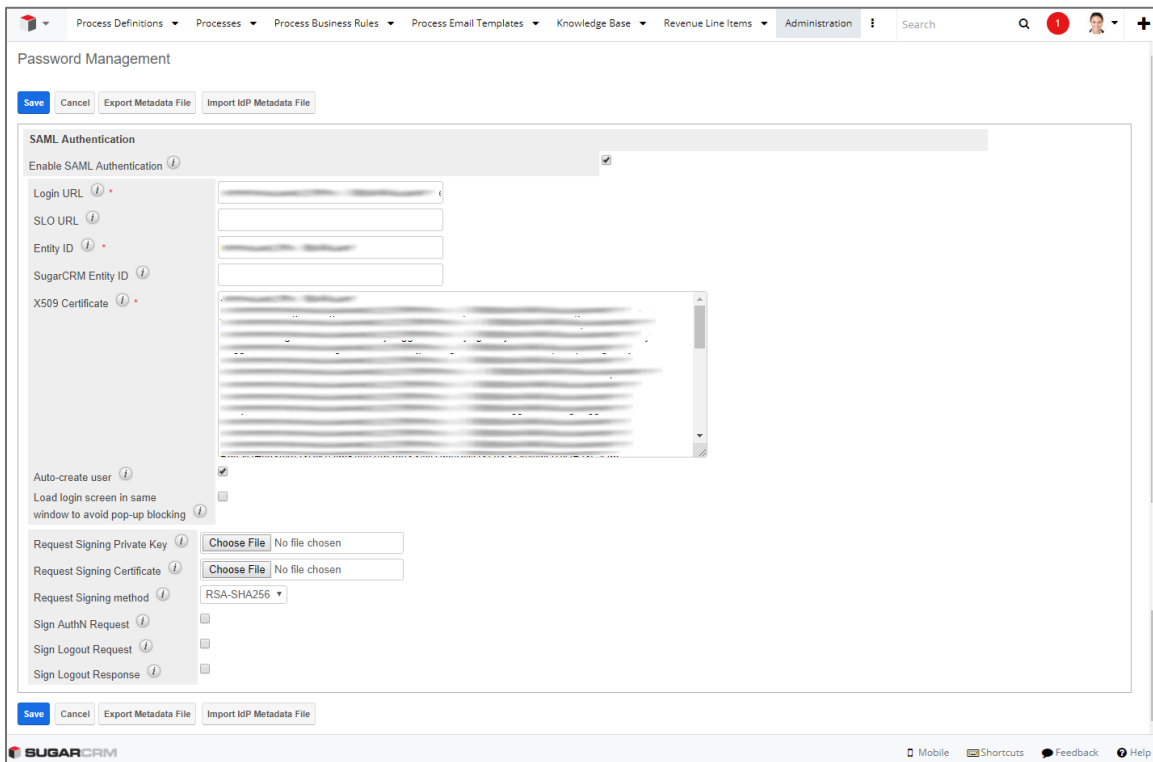 Process Definitions Processes Process Business Rules Process Email Templates Knowledge Base Revenue Line Items Administration Search 1
Password Management
Save Cancel Export Metadata File Import IdP Metadata File
SAML Authentication
Enable SAML Authentication i
Login URL i *
SLO URL i
Entity ID i *
SugarCRM Entity ID i
X509 Certificate i *
Auto-create user i
Load login screen in same
window to avoid pop-up blocking i
Request Signing Private Key i Choose File No file chosen
Request Signing Certificate i Choose File No file chosen
Request Signing method i RSA-SHA256
Sign AuthN Request i
Sign Logout Request i
Sign Logout Response i
Save Cancel Export Metadata File Import IdP Metadata File
SUGARCRM Mobile Shortcuts Feedback Help